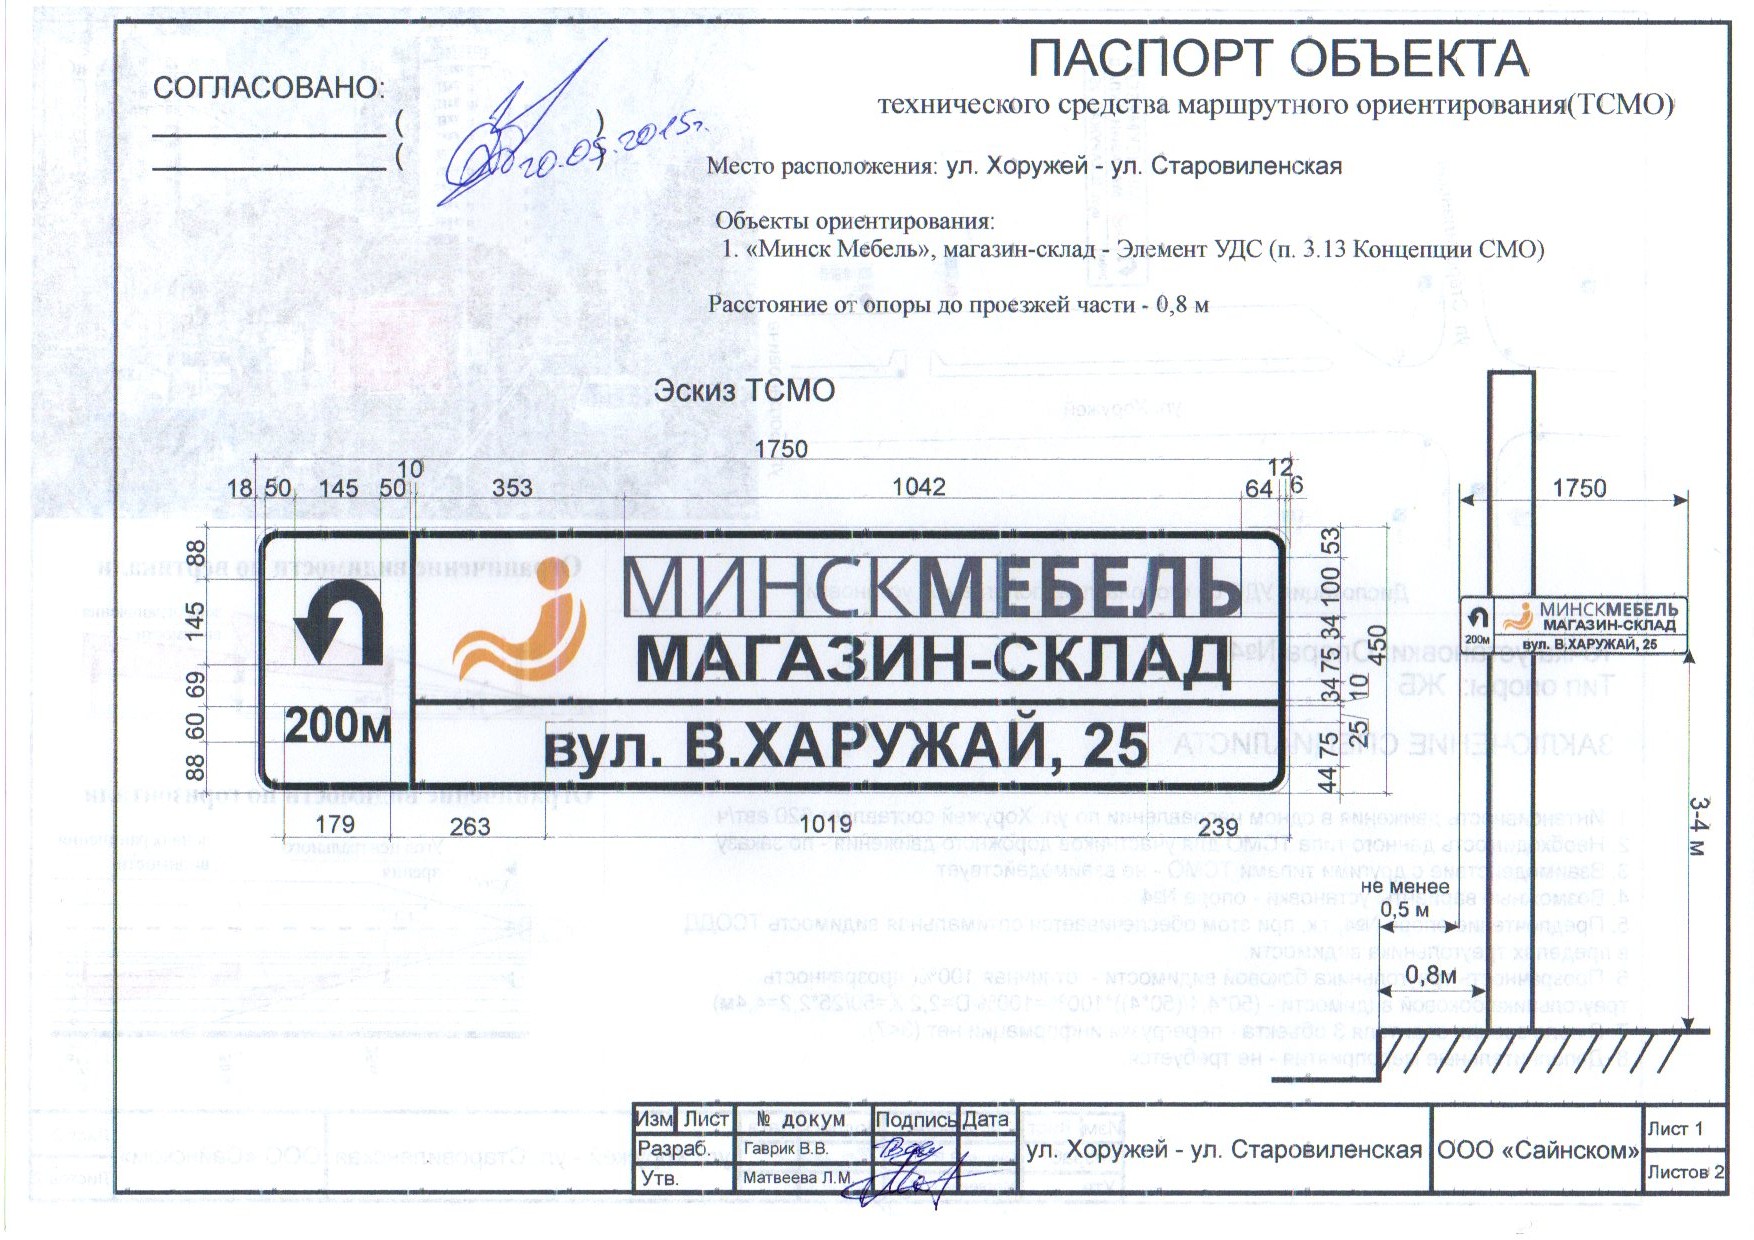 ПАСПОРТ ОБЪЕКТА
технического средства маршрутного ориентирования(ТСМО)
СОГЛАСОВАНО:
( )
( )
20.05.2015г.
Место расположения: ул. Хоружей - ул. Старовиленская
Объекты ориентирования:
1. «Минск Мебель», магазин-склад - Элемент УДС (п. 3.13 Концепции СМО)
Расстояние от опоры до проезжей части - 0,8 м
Эскиз ТСМО
1750
10 12
18 50 145 50 353 1042 64 6
88 145 69 60 88
200м
МИНСКМЕБЕЛЬ
МАГАЗИН-СКЛАД
вул. В.ХАРУЖАЙ, 25
53 100 34 75 34 10 25 75 44
450
179 263 1019 239
1750
200м
МИНСКМЕБЕЛЬ
МАГАЗИН-СКЛАД
вул. В.ХАРУЖАЙ, 25
3-4 м
не менее
0,5 м
0,8м
Изм Лист № докум Подпись Дата
Разраб. Гаврик В.В.
Утв. Матвеева Л.М.
ул. Хоружей - ул. Старовиленская
ООО «Сайнском»
Лист 1
Листов 2